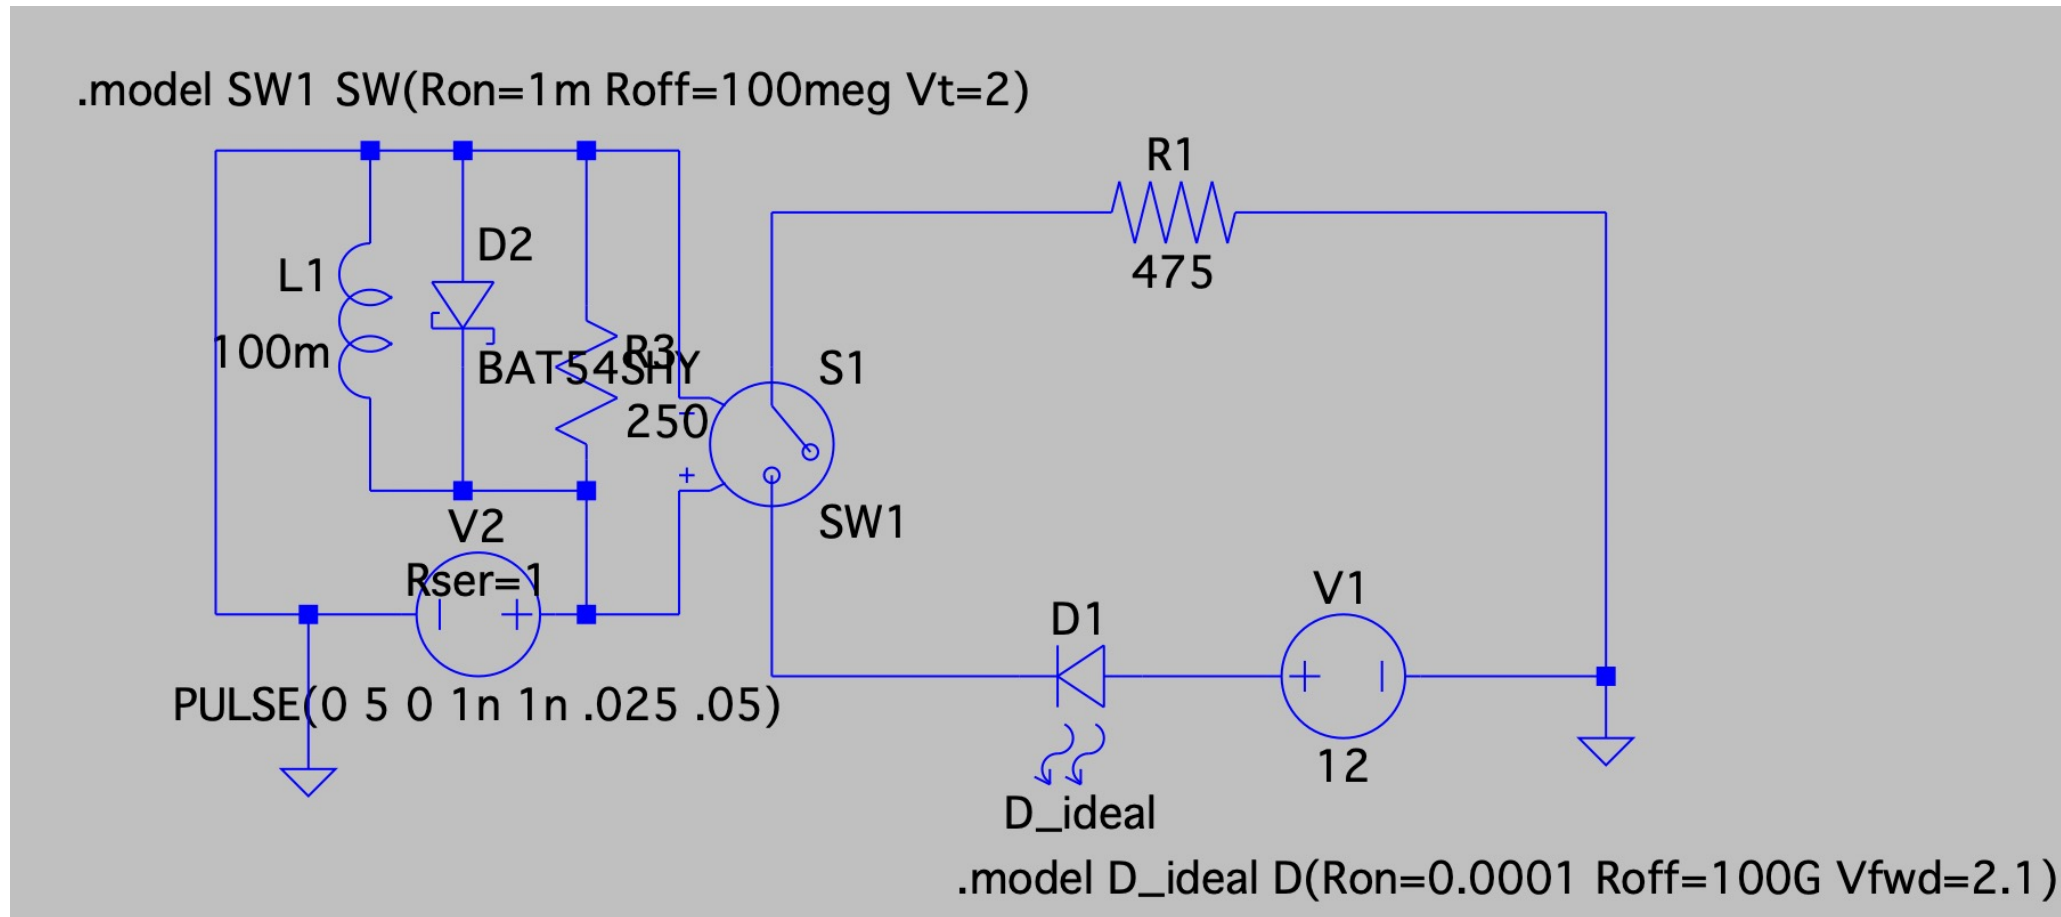 .model SW1 SW(Ron=1m Roff=100meg Vt=2)
R1
475
D2
L1
100m
R3
BAT54SHY
250
S1
SW1
V2
Rser=1
PULSE(0 5 0 1n 1n .025 .05)
V1
12
D1
D_ideal
.model D_ideal D(Ron=0.0001 Roff=100G Vfwd=2.1)